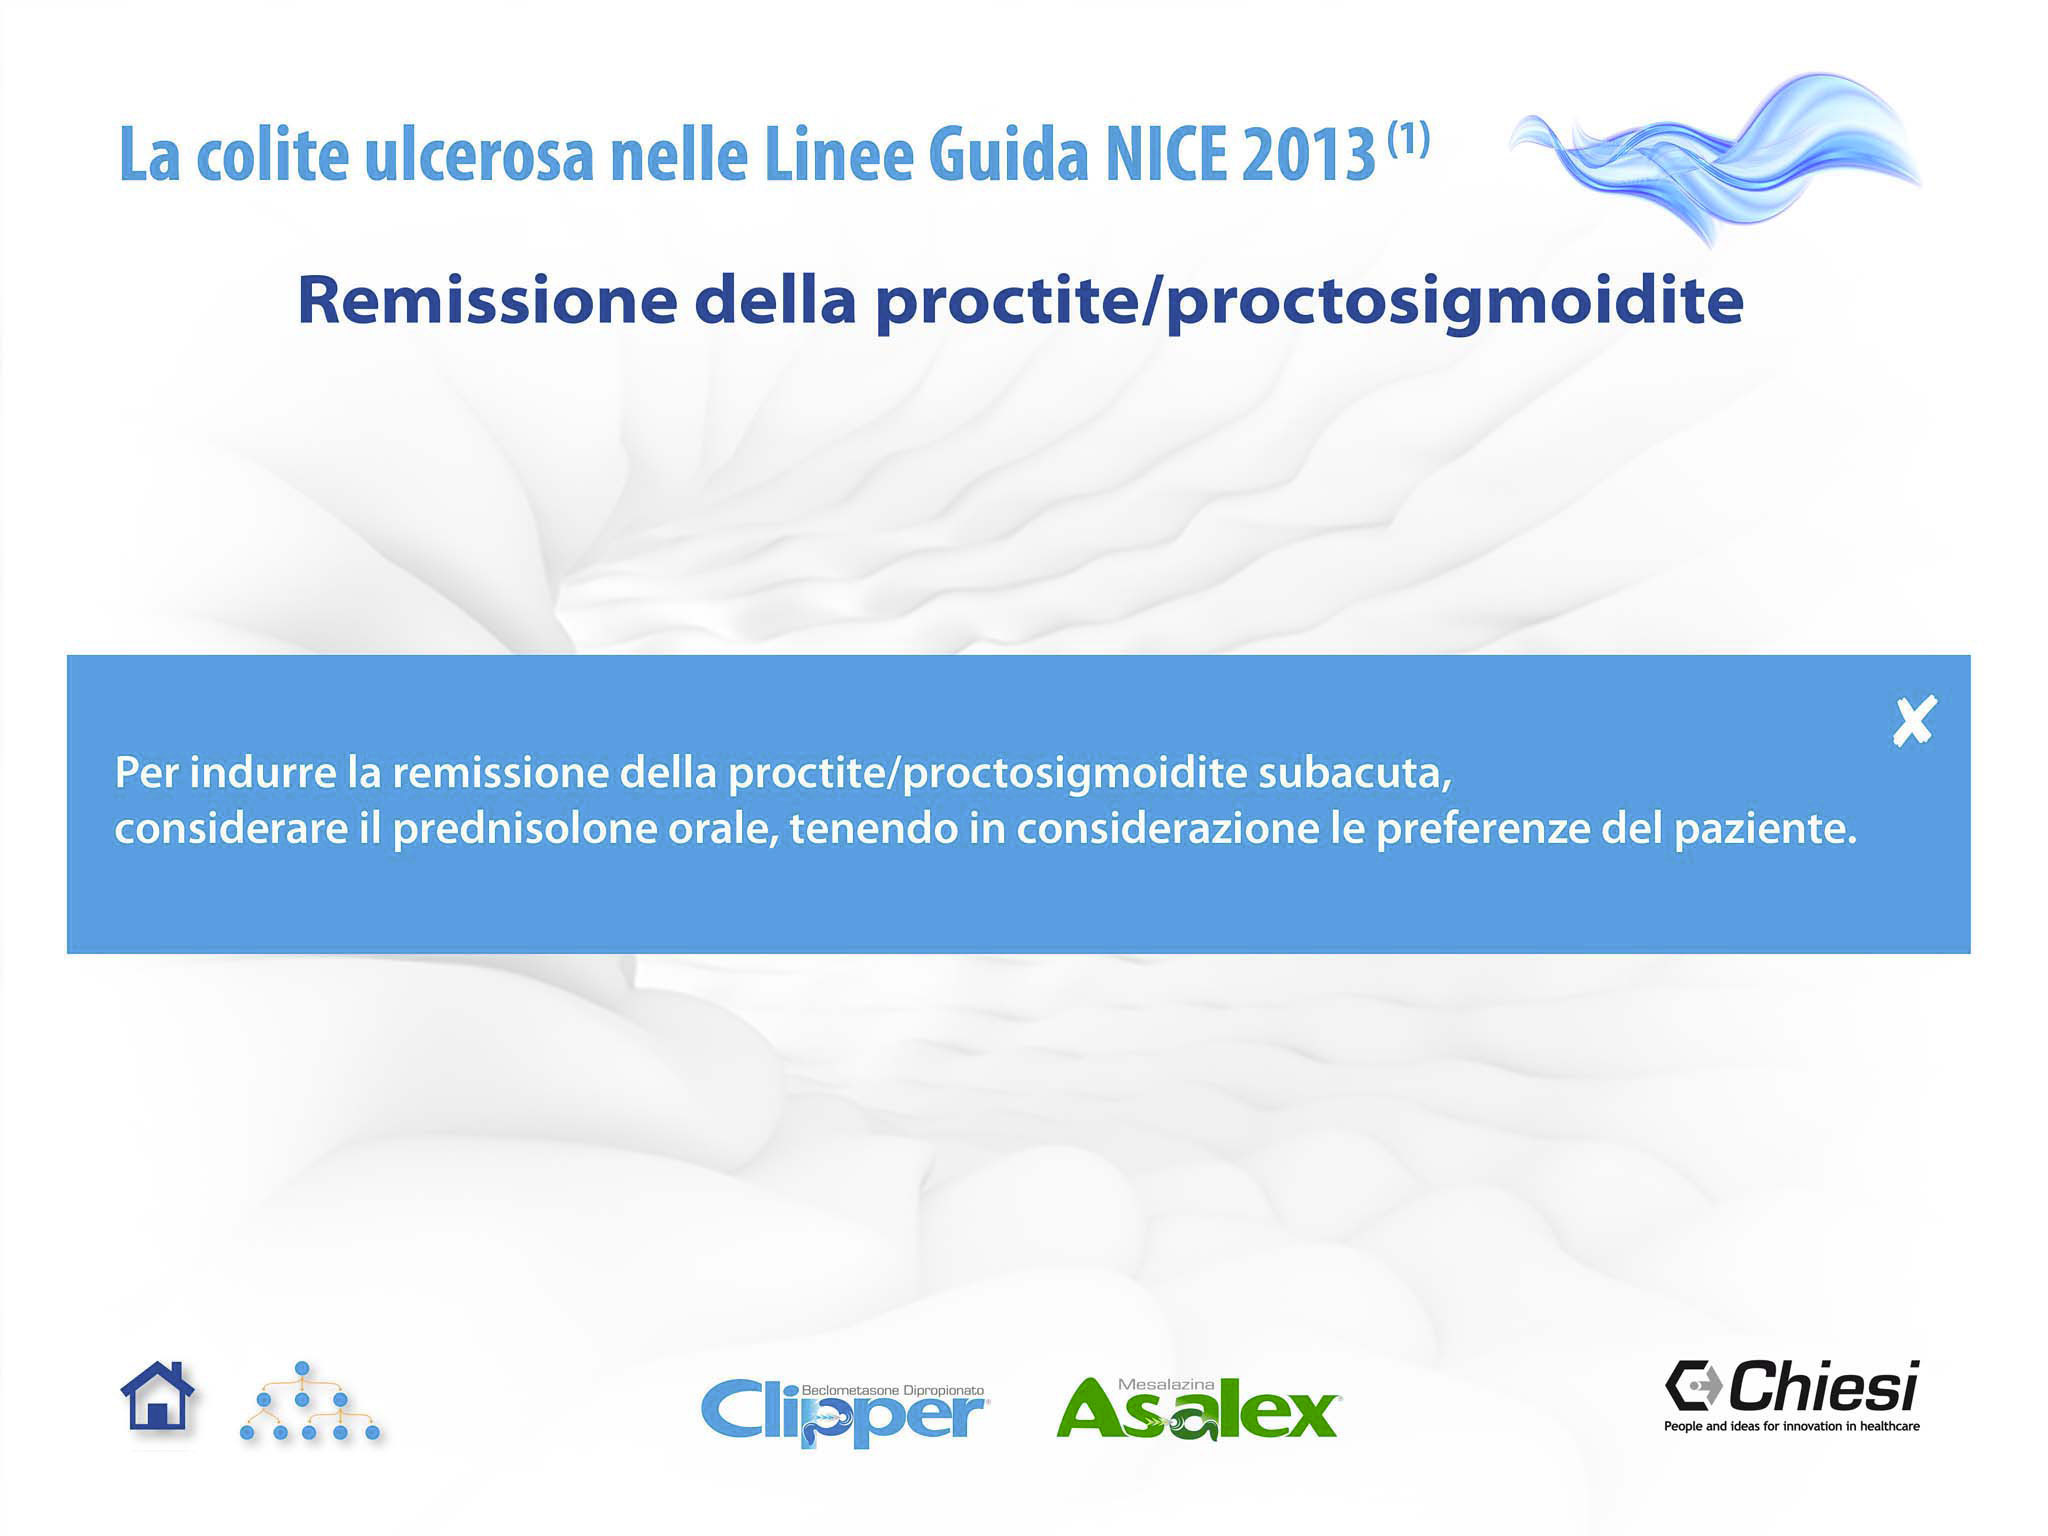 La colite ulcerosa nelle Linee Guida NICE 2013 (1)
Remissione della proctite/proctosigmoidite
Per indurre la remissione della proctite/proctosigmoidite subacuta,
considerare il prednisolone orale, tenendo in considerazione le preferenze del paziente.
Beclometasone Dipropionato
Clipper®
Mesalazina
Asalex®
Chiesi
People and ideas for innovation in healthcare